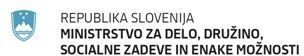 REPUBLIKA SLOVENIJA
MINISTRSTVO ZA DELO, DRUŽINO,
SOCIALNE ZADEVE IN ENAKE MOŽNOSTI